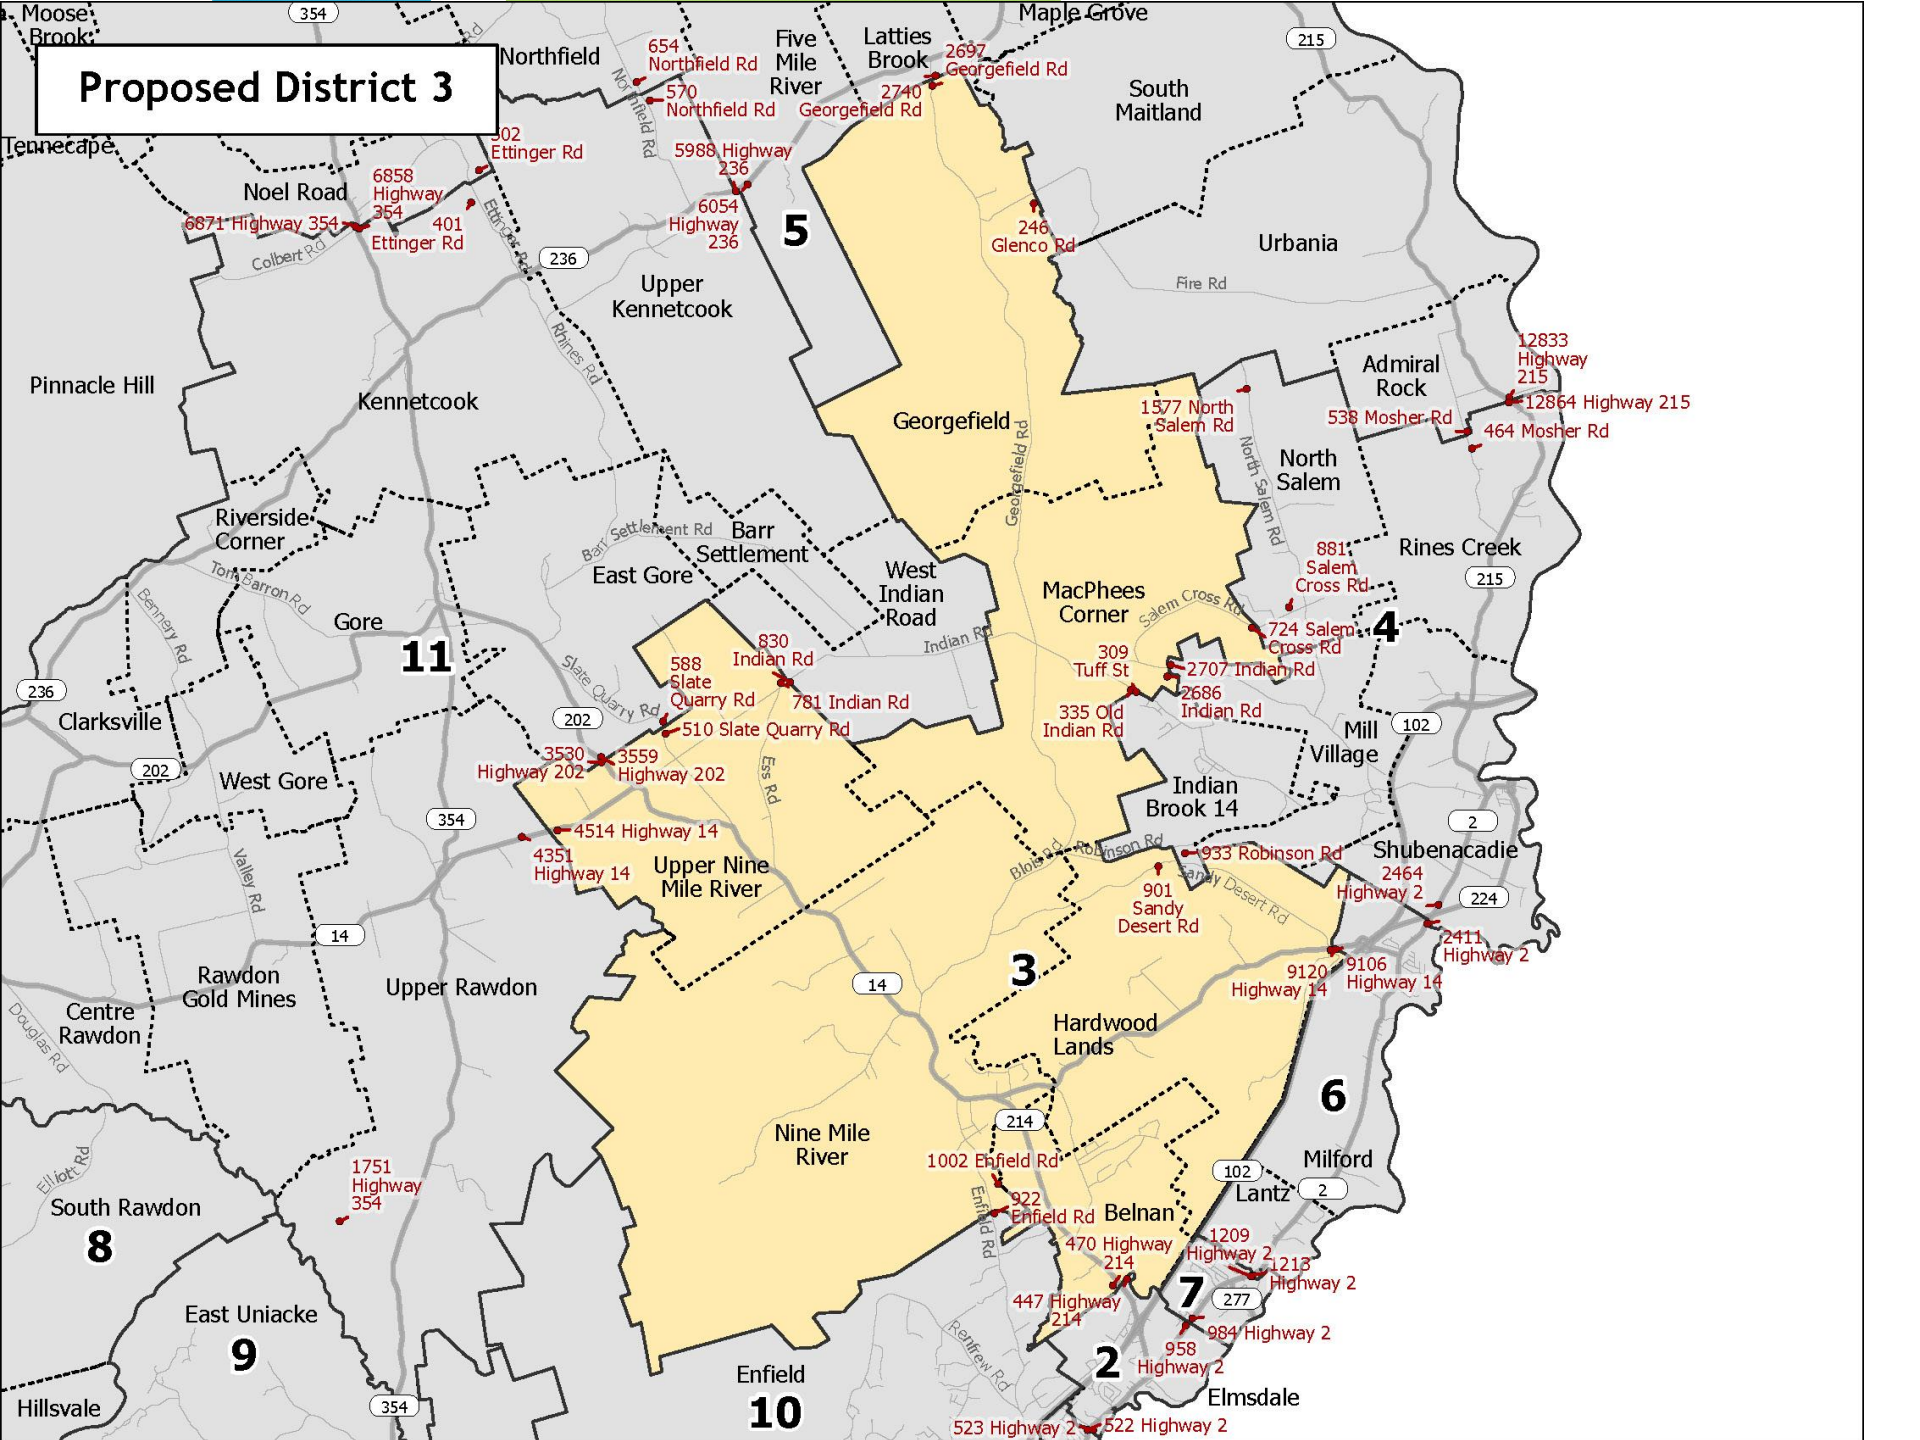 Proposed District 3
Moose
Brook
354
Northfield
Rd
654
Northfield Rd
570
Northfield Rd
Northfield Rd
Five
Mile
River
Latties
Brook
2697
Georgefield Rd
2740
Georgefield Rd
Maple Grove
215
South
Maitland
Tennecape
502
Ettinger Rd
Noel Road
6858
Highway
354
6871 Highway 354
401
Ettinger Rd
Ettinger Rd
Colbert Rd
236
5988 Highway
236
6054
Highway
236
5
246
Glenco Rd
Urbania
Fire Rd
Upper
Kennetcook
Rhines Rd
Pinnacle Hill
Kennetcook
Georgefield
Georgefield Rd
1577 North
Salem Rd
North Salem Rd
North
Salem
Admiral
Rock
12833
Highway
215
12864 Highway 215
538 Mosher Rd
464 Mosher Rd
Riverside
Corner
Tom Barron Rd
Bennery Rd
Gore
11
Barr Settlement Rd
Barr
Settlement
East Gore
West
Indian
Road
Indian Rd
MacPhees
Corner
Salem Cross Rd
881
Salem
Cross Rd
Rines Creek
215
4
724 Salem
Cross Rd
309
Tuff St
2707 Indian Rd
2686
Indian Rd
335 Old
Indian Rd
830
Indian Rd
781 Indian Rd
588
Slate
Quarry Rd
510 Slate Quarry Rd
Slate Quarry Rd
202
3530
Highway 202
3559
Highway 202
Ess Rd
236
Clarksville
202
West Gore
354
Mill
Village
102
Indian
Brook 14
2
Shubenacadie
4514 Highway 14
4351
Highway 14
Upper Nine
Mile River
Valley Rd
Blois Rd
Robinson Rd
933 Robinson Rd
Sandy Desert Rd
901
Sandy
Desert Rd
2464
Highway 2
224
2411
Highway 2
14
Rawdon
Gold Mines
Upper Rawdon
Centre
Rawdon
Douglas Rd
14
3
9120
Highway 14
9106
Highway 14
Hardwood
Lands
6
Nine Mile
River
214
1002 Enfield Rd
922
Enfield Rd
Enfield Rd
Belnan
102
Lantz
Milford
2
Elliott Rd
South Rawdon
8
1751
Highway
354
470 Highway
214
447 Highway
214
1209
Highway 2
1213
Highway 2
7
277
984 Highway 2
958
Highway 2
2
East Uniacke
9
Renfrew Rd
Enfield
10
Elmsdale
Hillsvale
354
523 Highway 2
522 Highway 2